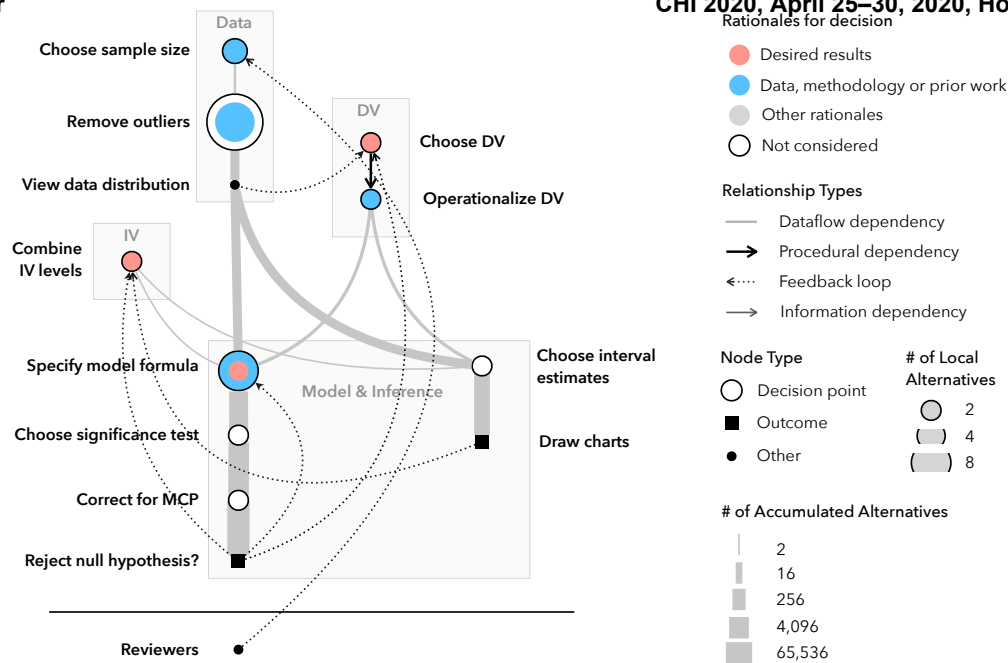 r
CHI 2020, April 25–30, 2020, Ho
Data
Choose sample size
Remove outliers
View data distribution
DV
Choose DV
Operationalize DV
IV
Combine
IV levels
Specify model formula
Model & Inference
Choose interval
estimates
Choose significance test
Draw charts
Correct for MCP
Reject null hypothesis?
Reviewers
Rationales for decision
Desired results
Data, methodology or prior work
Other rationales
Not considered
Relationship Types
Dataflow dependency
Procedural dependency
Feedback loop
Information dependency
Node Type
Decision point
Outcome
Other
# of Local
Alternatives
2
4
8
# of Accumulated Alternatives
2
16
256
4,096
65,536